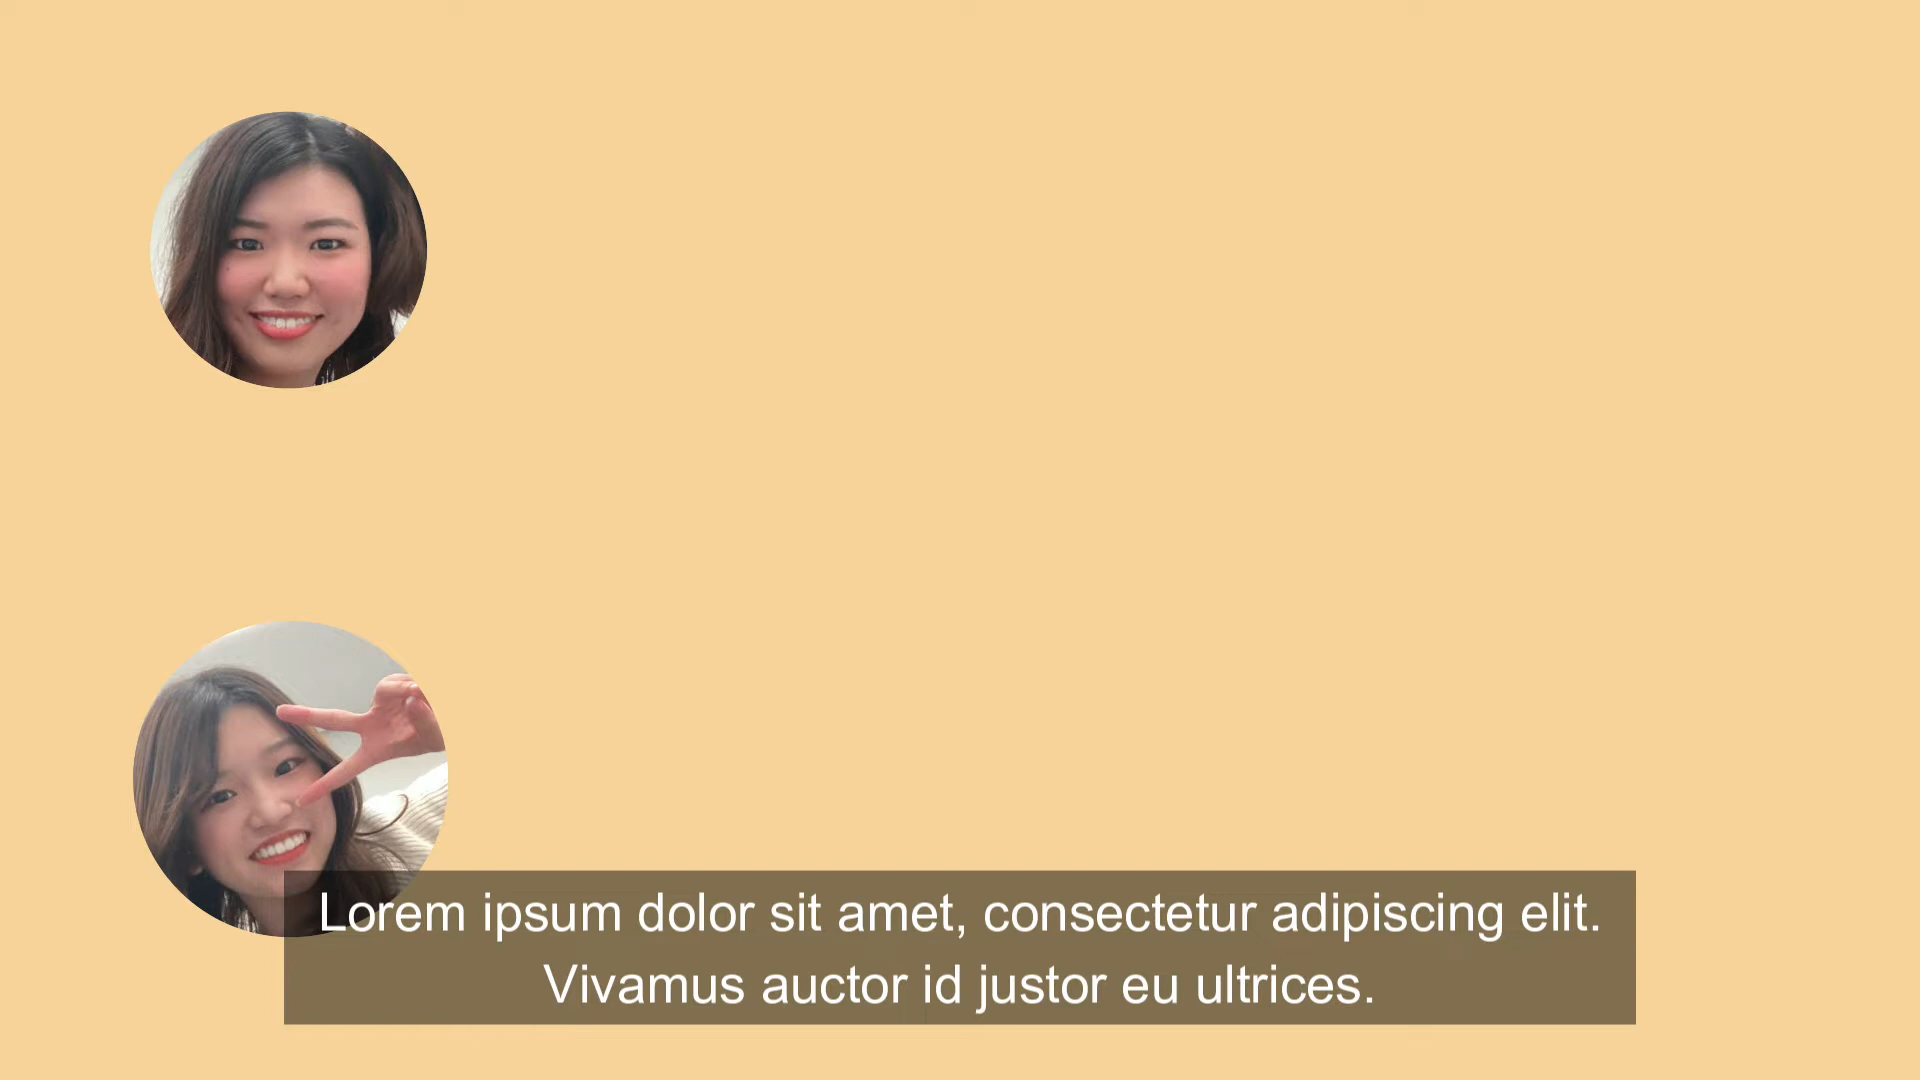 Lorem ipsum dolor sit amet, consectetur adipiscing elit.
Vivamus auctor id justor eu ultrices.